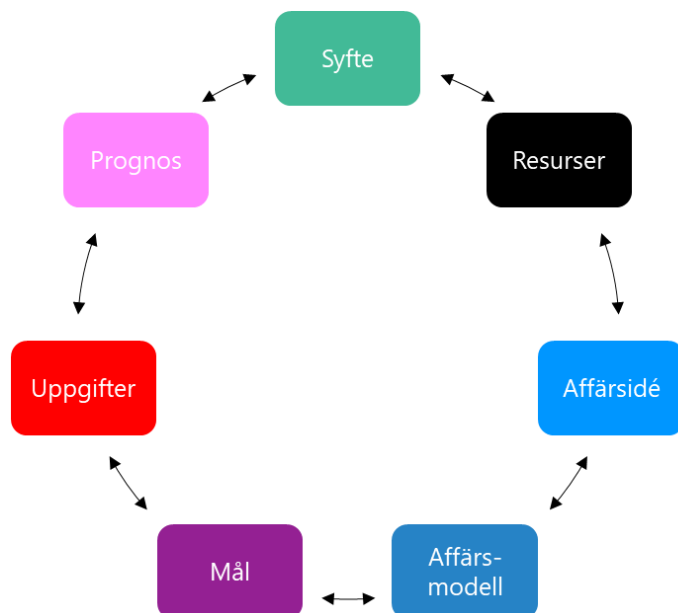 Syfte
Resurser
Affärsidé
Affärs-
modell
Mål
Uppgifter
Prognos